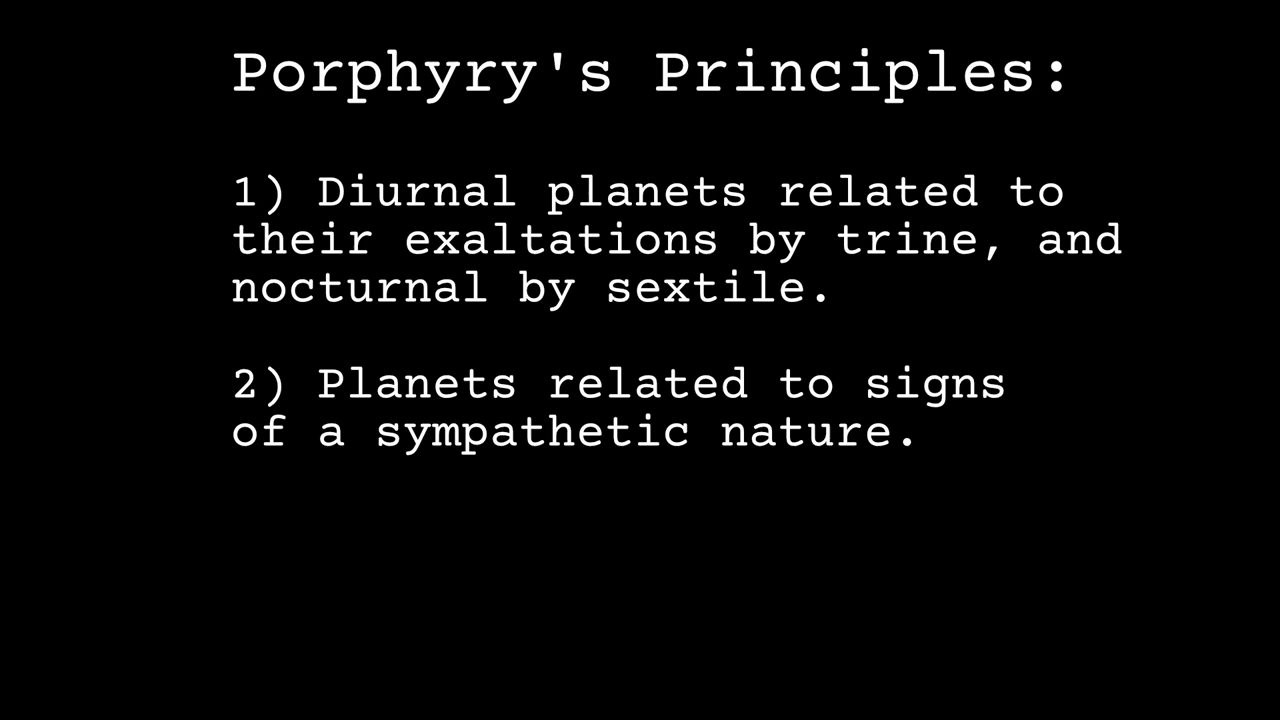 Porphyry's Principles:
1) Diurnal planets related to
their exaltations by trine, and
nocturnal by sextile.
2) Planets related to signs
of a sympathetic nature.